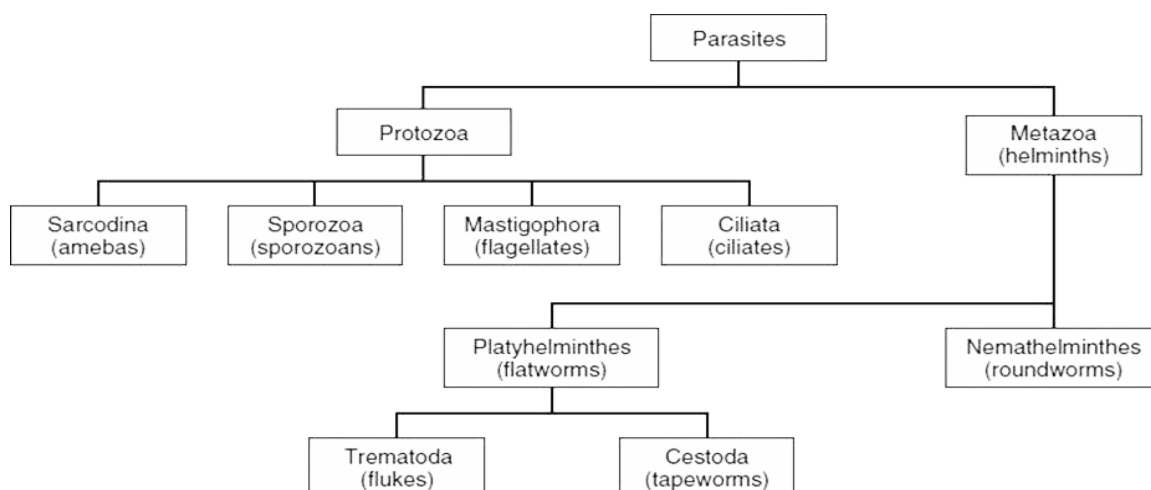 Parasites
Protozoa
Metazoa
(helminths)
Sarcodina
(amebas)
Sporozoa
(sporozoans)
Mastigophora
(flagellates)
Ciliata
(ciliates)
Platyhelminthes
(flatworms)
Nemathelminthes
(roundworms)
Trematoda
(flukes)
Cestoda
(tapeworms)